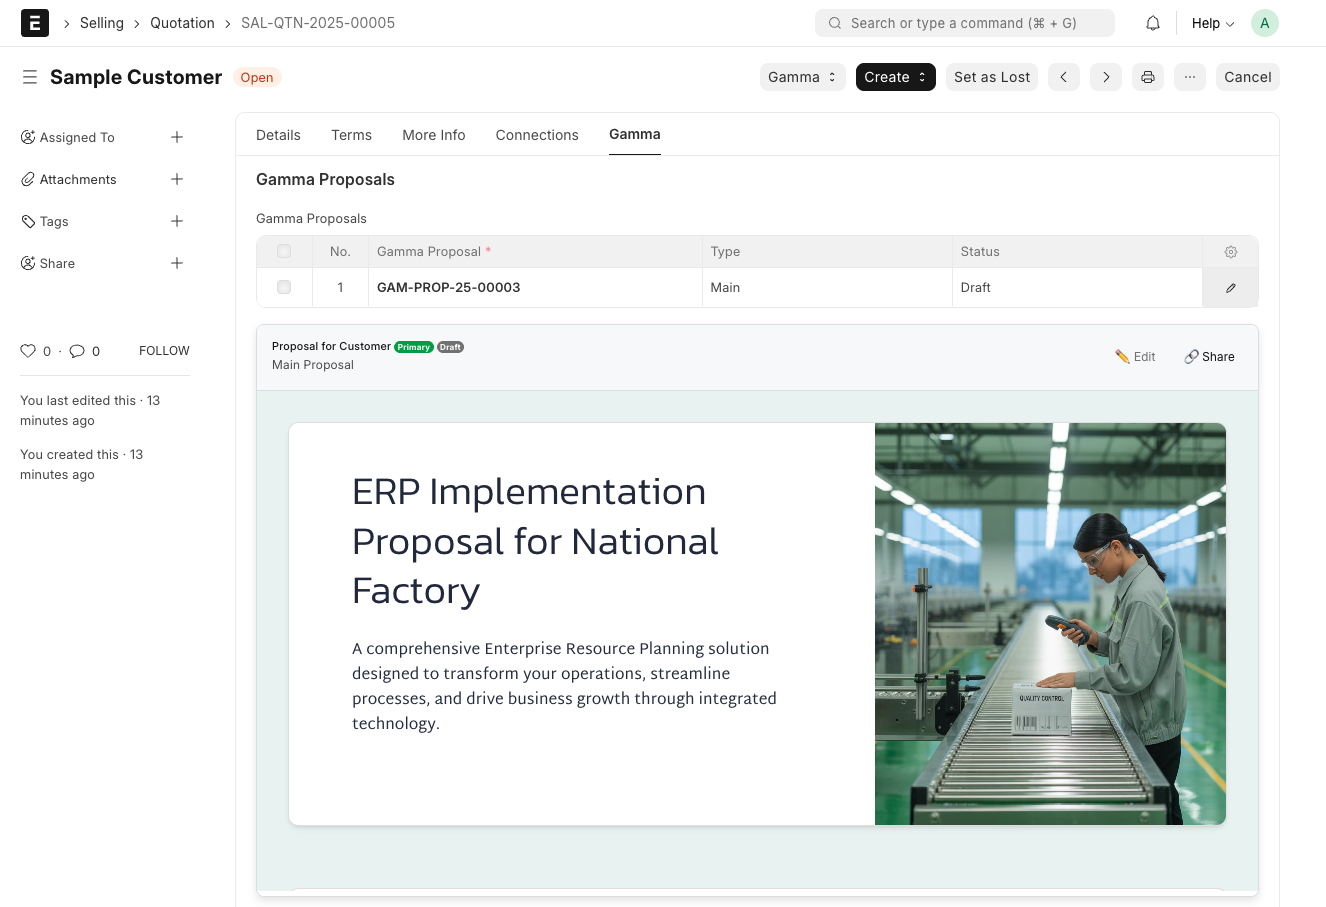 E
Selling
Quotation
SAL-QTN-2025-00005
Search or type a command (⌘ + G)
Help
A
Sample Customer
Open
Gamma
Create
Set as Lost
Cancel
Assigned To
Attachments
Tags
Share
0 · 0 FOLLOW
You last edited this · 13
minutes ago
You created this · 13
minutes ago
Details
Terms
More Info
Connections
Gamma
Gamma Proposals
Gamma Proposals
No. Gamma Proposal * Type Status
1 GAM-PROP-25-00003 Main Draft
Proposal for Customer Primary Draft
Main Proposal
Edit
Share
ERP Implementation
Proposal for National
Factory
A comprehensive Enterprise Resource Planning solution
designed to transform your operations, streamline
processes, and drive business growth through integrated
technology.
QUALITY CONTROL